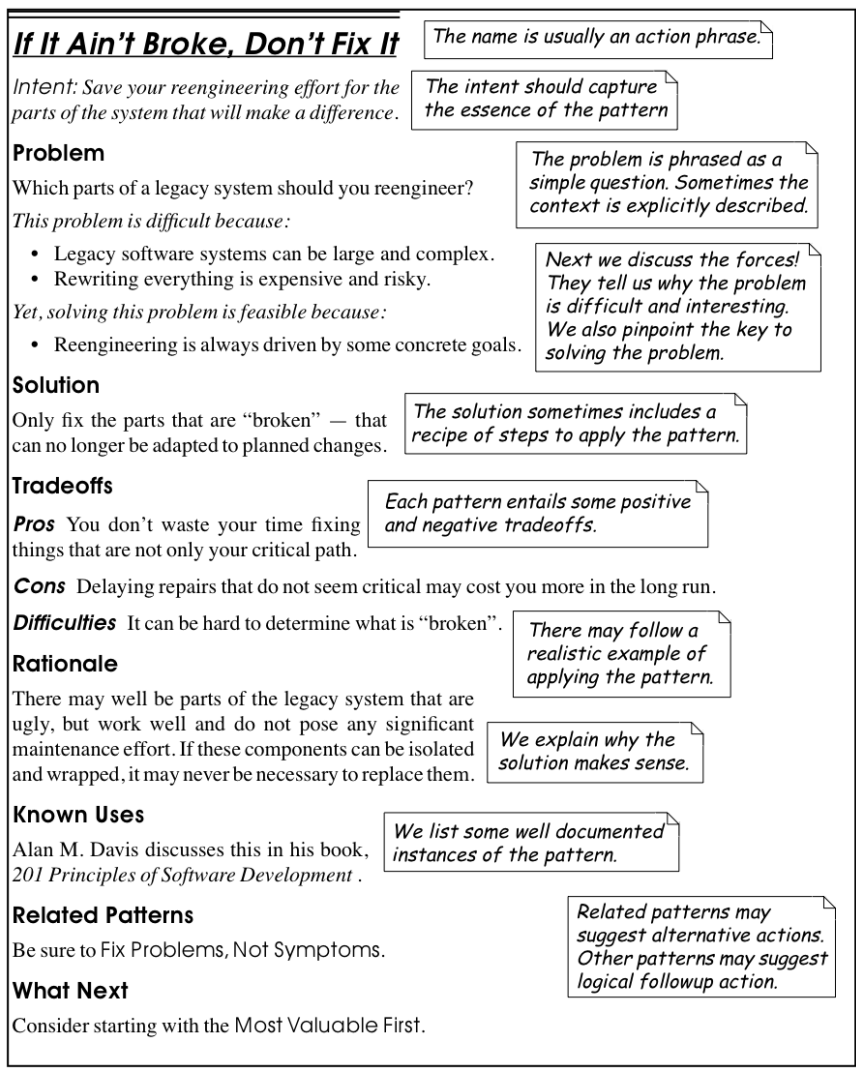 If It Ain't Broke, Don't Fix It
The name is usually an action phrase.
Intent: Save your reengineering effort for the
parts of the system that will make a difference.
The intent should capture
the essence of the pattern
Problem
Which parts of a legacy system should you reengineer?
The problem is phrased as a
simple question. Sometimes the
context is explicitly described.
This problem is difficult because:
• Legacy software systems can be large and complex.
• Rewriting everything is expensive and risky.
Yet, solving this problem is feasible because:
• Reengineering is always driven by some concrete goals.
Next we discuss the forces!
They tell us why the problem
is difficult and interesting.
We also pinpoint the key to
solving the problem.
Solution
Only fix the parts that are “broken” — that
can no longer be adapted to planned changes.
The solution sometimes includes a
recipe of steps to apply the pattern.
Tradeoffs
Each pattern entails some positive
and negative tradeoffs.
Pros You don't waste your time fixing
things that are not only your critical path.
Cons Delaying repairs that do not seem critical may cost you more in the long run.
Difficulties It can be hard to determine what is “broken”.
There may follow a
realistic example of
applying the pattern.
Rationale
There may well be parts of the legacy system that are
ugly, but work well and do not pose any significant
maintenance effort. If these components can be isolated
and wrapped, it may never be necessary to replace them.
We explain why the
solution makes sense.
Known Uses
Alan M. Davis discusses this in his book,
201 Principles of Software Development .
We list some well documented
instances of the pattern.
Related Patterns
Be sure to Fix Problems, Not Symptoms.
Related patterns may
suggest alternative actions.
Other patterns may suggest
logical followup action.
What Next
Consider starting with the Most Valuable First.